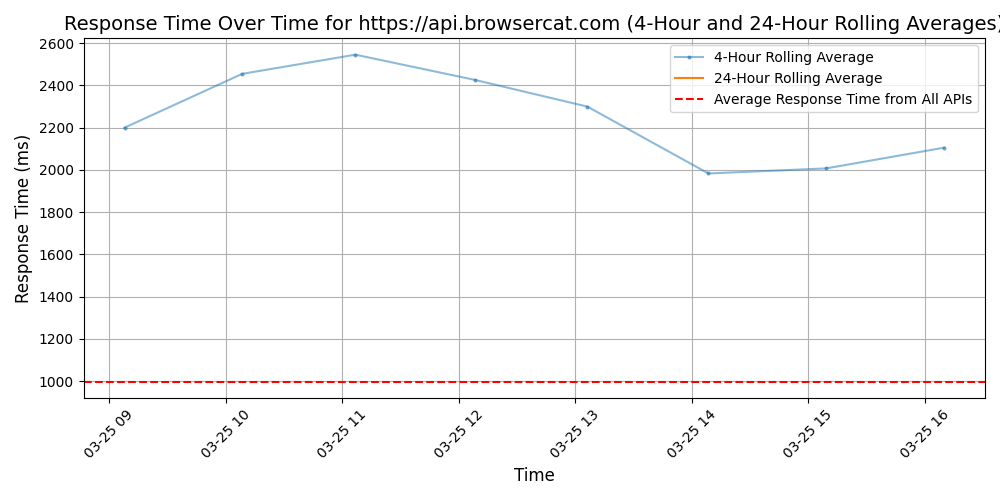 Response Time Over Time for https://api.browsercat.com (4-Hour and 24-Hour Rolling Averages)
4-Hour Rolling Average
24-Hour Rolling Average
Average Response Time from All APIs
Response Time (ms)
2600
2400
2200
2000
1800
1600
1400
1200
1000
03-25 09
03-25 10
03-25 11
03-25 12
03-25 13
03-25 14
03-25 15
03-25 16
Time